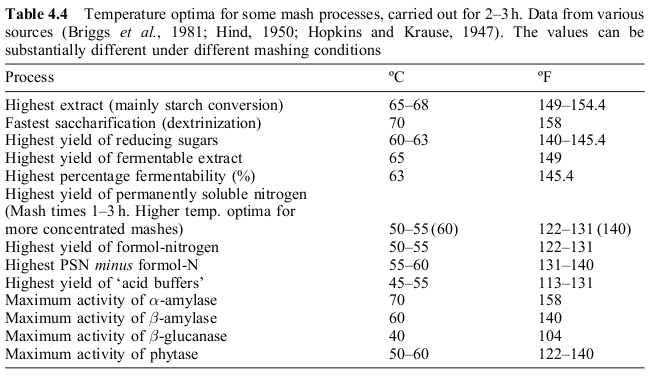 Table 4.4 Temperature optima for some mash processes, carried out for 2–3 h. Data from various
sources (Briggs et al., 1981; Hind, 1950; Hopkins and Krause, 1947). The values can be
substantially different under different mashing conditions
Process ºC ºF
Highest extract (mainly starch conversion) 65–68 149–154.4
Fastest saccharification (dextrinization) 70 158
Highest yield of reducing sugars 60–63 140–145.4
Highest yield of fermentable extract 65 149
Highest percentage fermentability (%) 63 145.4
Highest yield of permanently soluble nitrogen
(Mash times 1–3 h. Higher temp. optima for
more concentrated mashes) 50–55 (60) 122–131 (140)
Highest yield of formol-nitrogen 50–55 122–131
Highest PSN minus formol-N 55–60 131–140
Highest yield of ‘acid buffers’ 45–55 113–131
Maximum activity of α-amylase 70 158
Maximum activity of β-amylase 60 140
Maximum activity of β-glucanase 40 104
Maximum activity of phytase 50–60 122–140